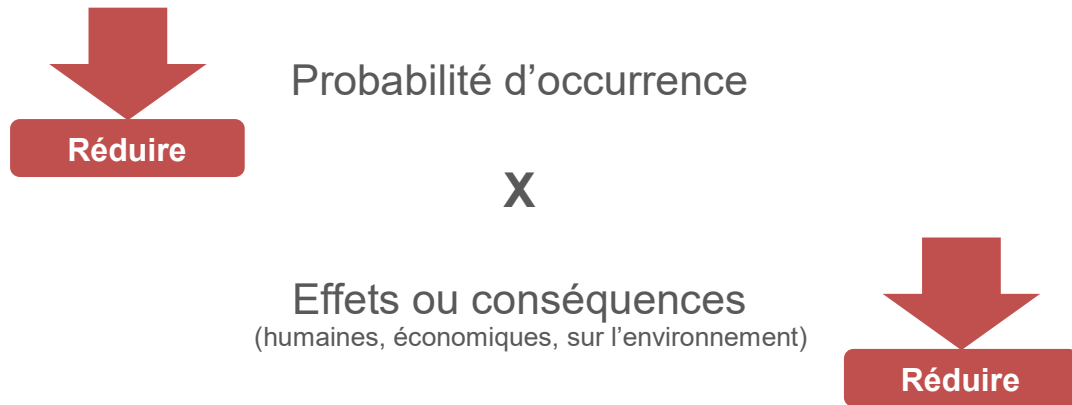 Probabilité d’occurrence
Réduire
X
Effets ou conséquences
(humaines, économiques, sur l’environnement)
Réduire